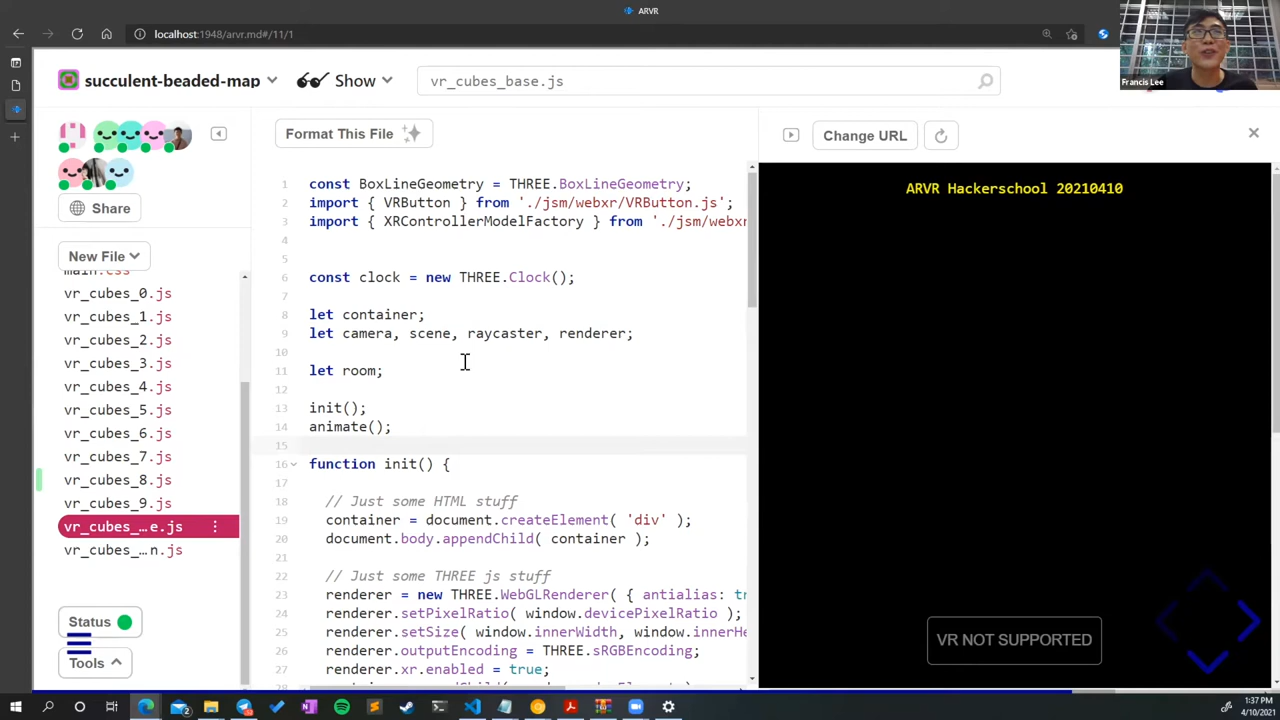 ARVR
localhost:1948/arvr.md#/11/1
Francis Lee
succulent-beaded-map
Show
vr_cubes_base.js
Format This File
Change URL
Share
New File
main.css
vr_cubes_0.js
vr_cubes_1.js
vr_cubes_2.js
vr_cubes_3.js
vr_cubes_4.js
vr_cubes_5.js
vr_cubes_6.js
vr_cubes_7.js
vr_cubes_8.js
vr_cubes_9.js
vr_cubes_…e.js
vr_cubes_…n.js
Status
Tools
1 const BoxLineGeometry = THREE.BoxLineGeometry;
2 import { VRButton } from './jsm/webxr/VRButton.js';
3 import { XRControllerModelFactory } from './jsm/webxr
4
5
6 const clock = new THREE.Clock();
7
8 let container;
9 let camera, scene, raycaster, renderer;
10
11 let room;
12
13 init();
14 animate();
15
16 function init() {
17
18 // Just some HTML stuff
19 container = document.createElement( 'div' );
20 document.body.appendChild( container );
21
22 // Just some THREE js stuff
23 renderer = new THREE.WebGLRenderer( { antialias: tr
24 renderer.setPixelRatio( window.devicePixelRatio );
25 renderer.setSize( window.innerWidth, window.innerHe
26 renderer.outputEncoding = THREE.sRGBEncoding;
27 renderer.xr.enabled = true;
28
ARVR Hackerschool 20210410
VR NOT SUPPORTED
1:37 PM
4/10/2021